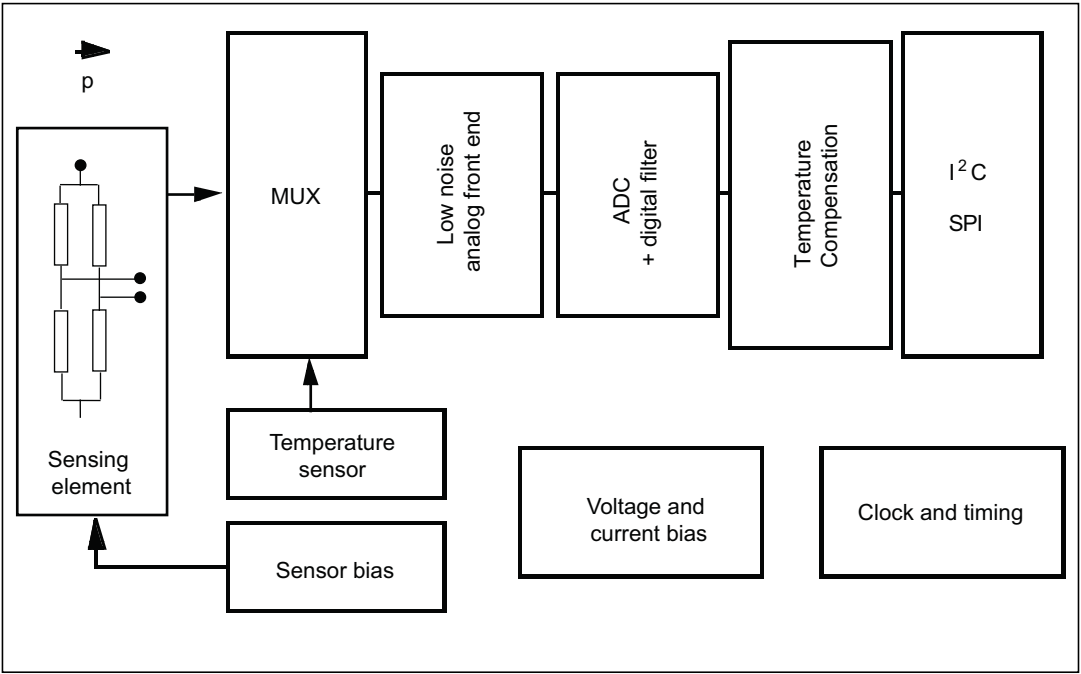 p
Sensing
element
MUX
Low noise
analog front end
ADC
+ digital filter
Temperature
Compensation
I²C
SPI
Temperature
sensor
Sensor bias
Voltage and
current bias
Clock and timing